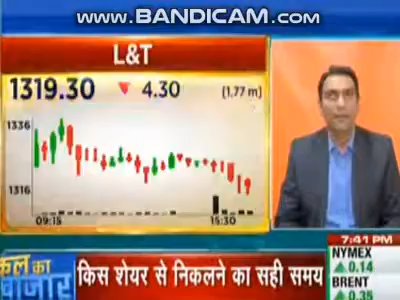 www.BANDICAM.com
L&T
1319.30 ▼ 4.30 (1.77 m)
1336
1316
09:15 15:30
7:41 PM
कल का
बाज़ार
किस शेयर से निकलने का सही समय
NYMEX
▲0.14
BRENT
0.35